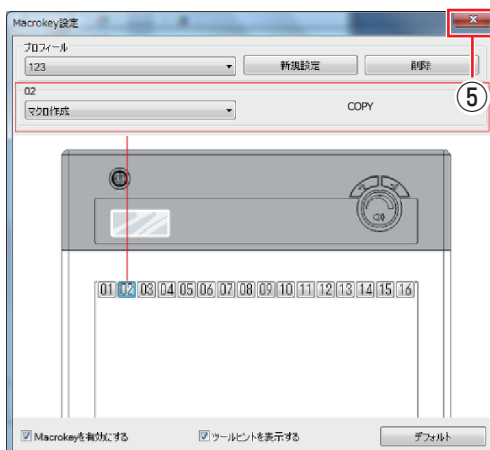 Macrokey設定
プロフィール
123
新規設定
削除
⑤
02
マクロ作成
COPY
01 02 03 04 05 06 07 08 09 10 11 12 13 14 15 16
Macrokeyを有効にする
ツールヒントを表示する
デフォルト